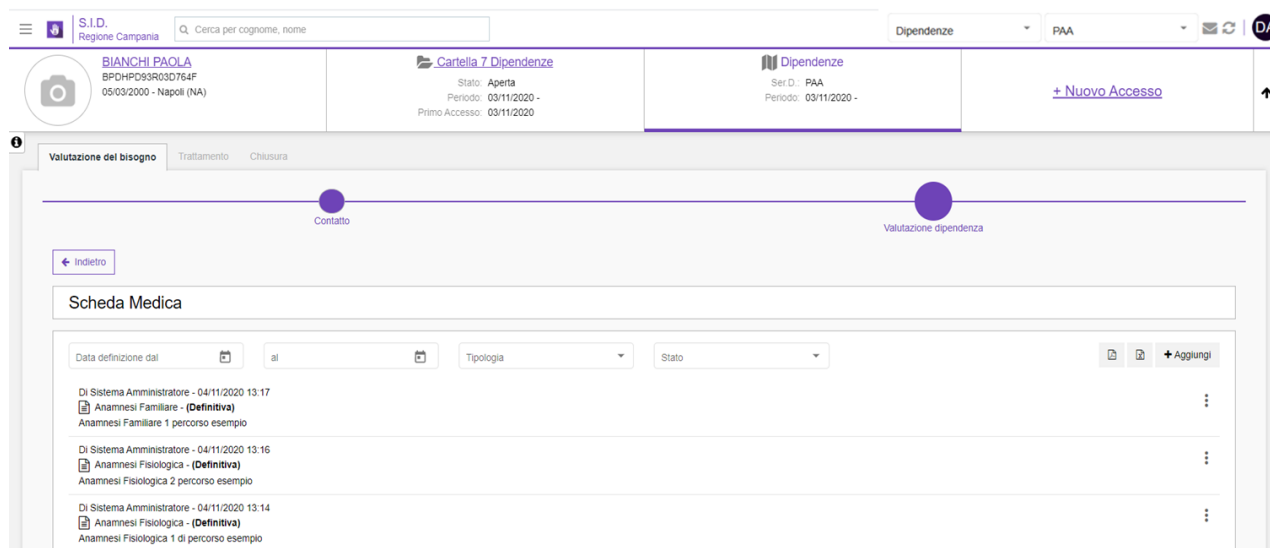 S.I.D.
Regione Campania
Cerca per cognome, nome
Dipendenze
PAA
BIANCHI PAOLA
BPDHPD93R03D764F
05/03/2000 - Napoli (NA)
Cartella 7 Dipendenze
Stato: Aperta
Periodo: 03/11/2020 -
Primo Accesso: 03/11/2020
Dipendenze
Ser.D.: PAA
Periodo: 03/11/2020 -
+ Nuovo Accesso
Valutazione del bisogno Trattamento Chiusura
Contatto
Valutazione dipendenza
Indietro
Scheda Medica
Data definizione dal al Tipologia Stato + Aggiungi
Di Sistema Amministratore - 04/11/2020 13:17
Anamnesi Familiare - (Definitiva)
Anamnesi Familiare 1 percorso esempio
Di Sistema Amministratore - 04/11/2020 13:16
Anamnesi Fisiologica - (Definitiva)
Anamnesi Fisiologica 2 percorso esempio
Di Sistema Amministratore - 04/11/2020 13:14
Anamnesi Fisiologica - (Definitiva)
Anamnesi Fisiologica 1 di percorso esempio